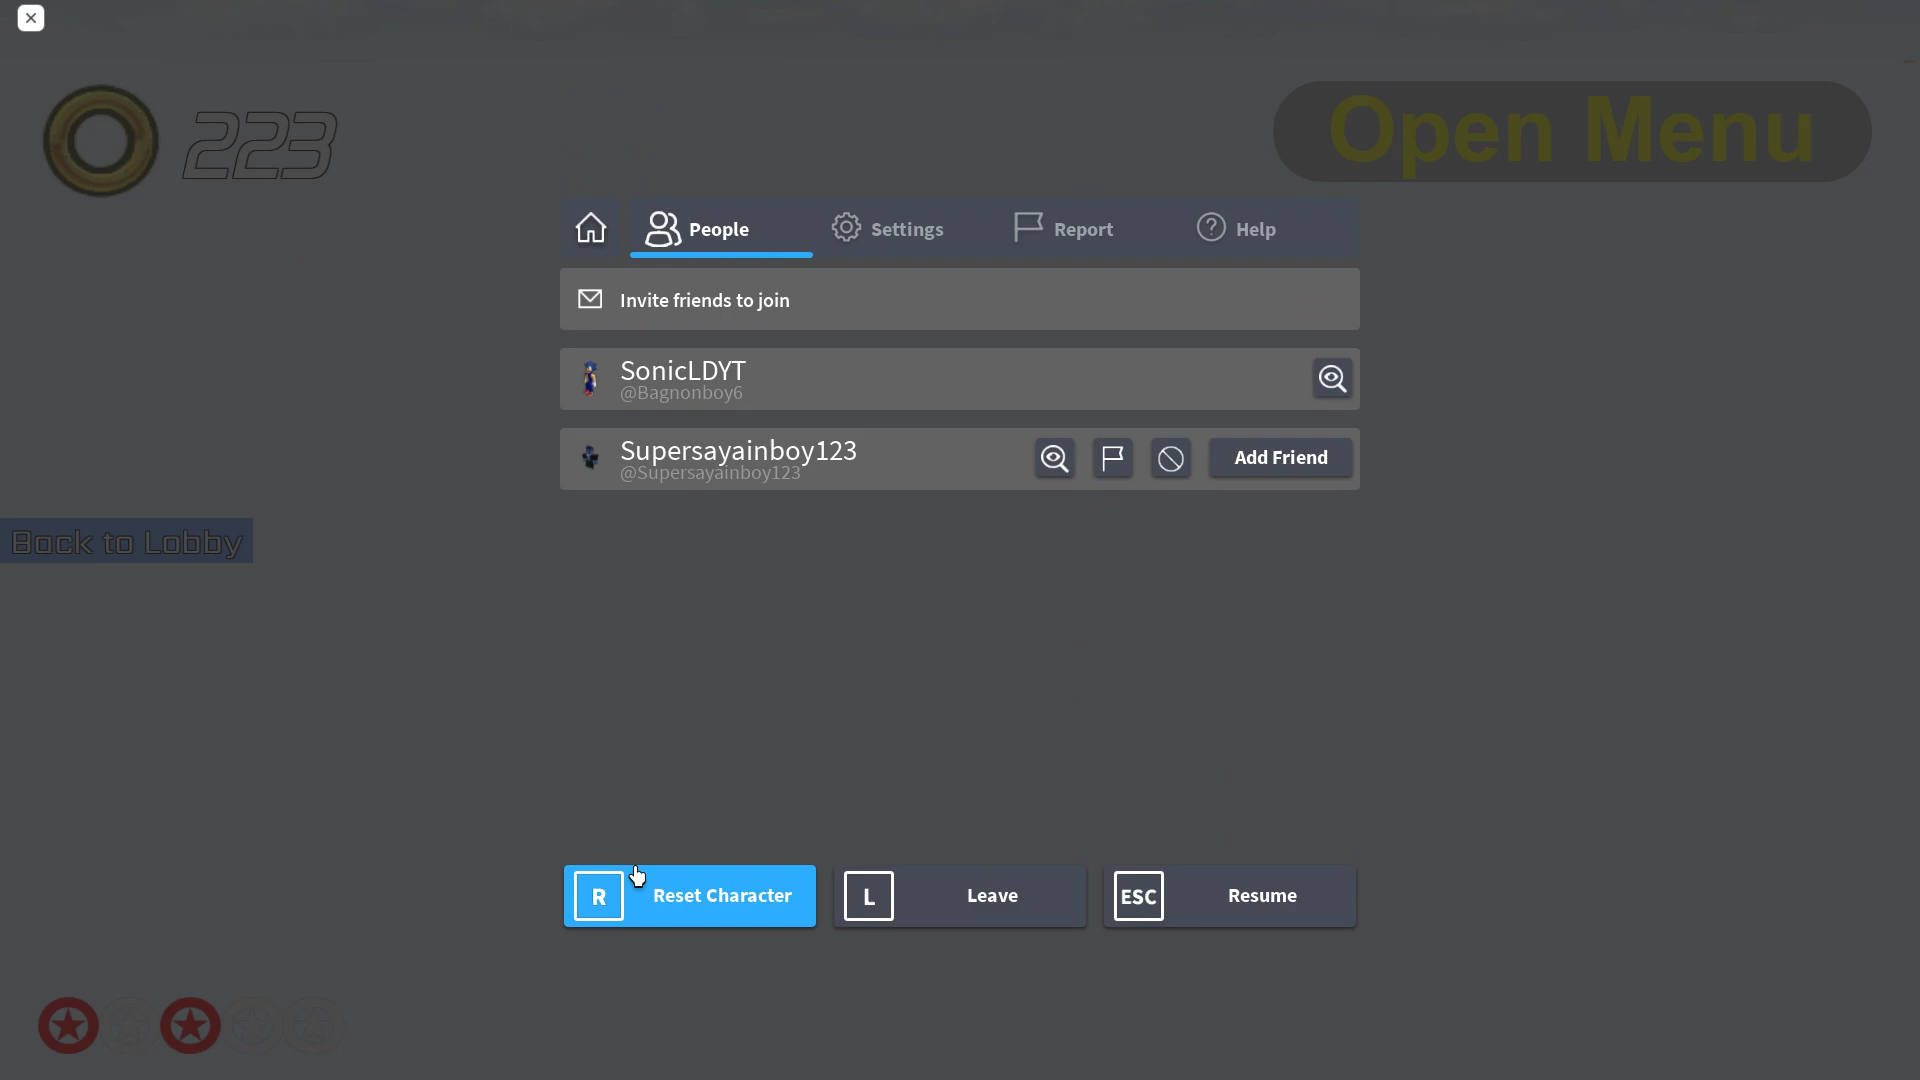 223
Open Menu
People
Settings
Report
Help
Invite friends to join
SonicLDYT
@Bagnonboy6
Supersayainboy123
@Supersayainboy123
Add Friend
Back to Lobby
R Reset Character
L Leave
ESC Resume